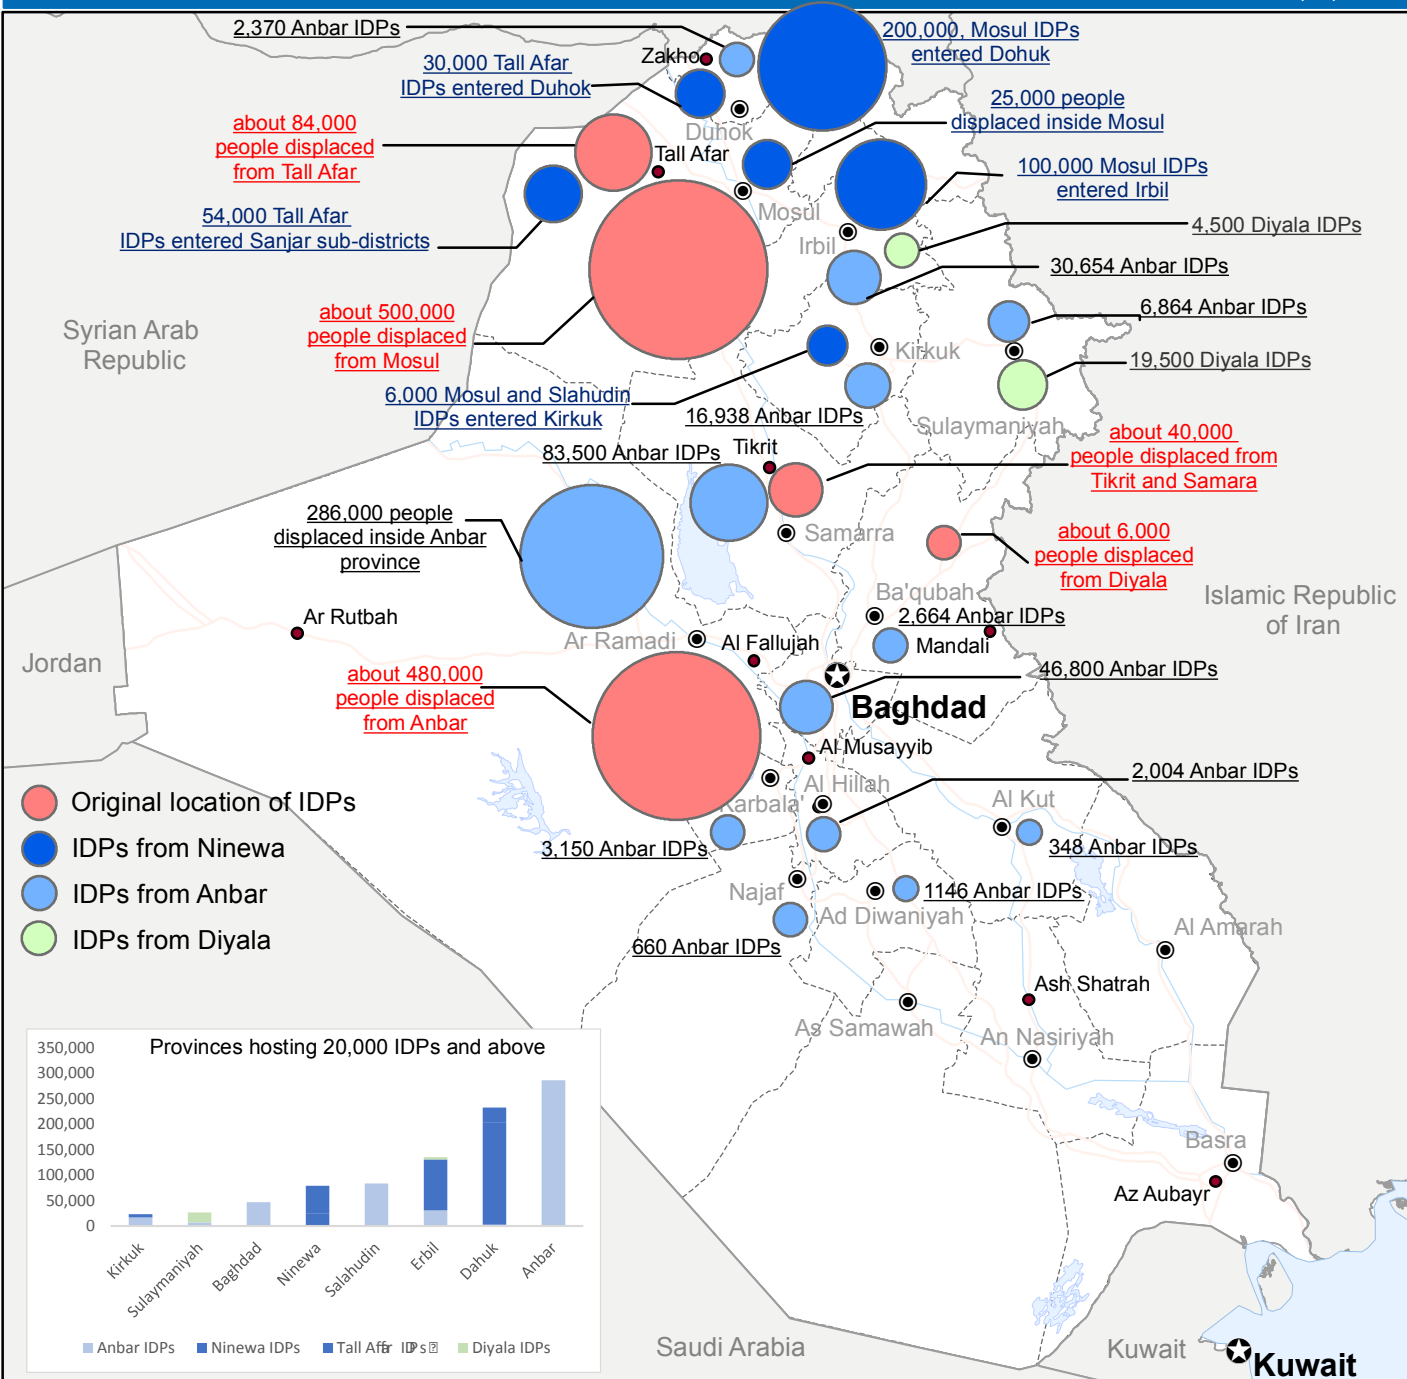 2,370 Anbar IDPs
200,000, Mosul IDPs
entered Dohuk
Zakho
30,000 Tall Afar
IDPs entered Duhok
25,000 people
displaced inside Mosul
about 84,000
people displaced
from Tall Afar
Duhok
Tall Afar
100,000 Mosul IDPs
entered Irbil
54,000 Tall Afar
IDPs entered Sanjar sub-districts
Mosul
4,500 Diyala IDPs
Irbil
30,654 Anbar IDPs
6,864 Anbar IDPs
about 500,000
people displaced
from Mosul
Syrian Arab
Republic
Kirkuk
19,500 Diyala IDPs
6,000 Mosul and Slahudin
IDPs entered Kirkuk
16,938 Anbar IDPs
Sulaymaniyah
83,500 Anbar IDPs
Tikrit
about 40,000
people displaced from
Tikrit and Samara
286,000 people
displaced inside Anbar
province
Samarra
about 6,000
people displaced
from Diyala
Ba'qubah
Islamic Republic
of Iran
Ar Rutbah
2,664 Anbar IDPs
Ar Ramadi
Al Fallujah
Mandali
Jordan
46,800 Anbar IDPs
about 480,000
people displaced
from Anbar
Baghdad
Al Musayyib
2,004 Anbar IDPs
Al Hillah
Karbala'
Al Kut
Original location of IDPs
IDPs from Ninewa
IDPs from Anbar
IDPs from Diyala
3,150 Anbar IDPs
348 Anbar IDPs
Najaf
1146 Anbar IDPs
Ad Diwaniyah
660 Anbar IDPs
Al Amarah
Ash Shatrah
As Samawah
An Nasiriyah
Provinces hosting 20,000 IDPs and above
350,000
300,000
250,000
200,000
150,000
100,000
50,000
0
Kirkuk
Sulaymaniyah
Baghdad
Ninewa
Salahudin
Erbil
Dahuk
Anbar
Anbar IDPs
Ninewa IDPs
Tall Affr IDPs
Diyala IDPs
Basra
Az Aubayr
Saudi Arabia
Kuwait
Kuwait